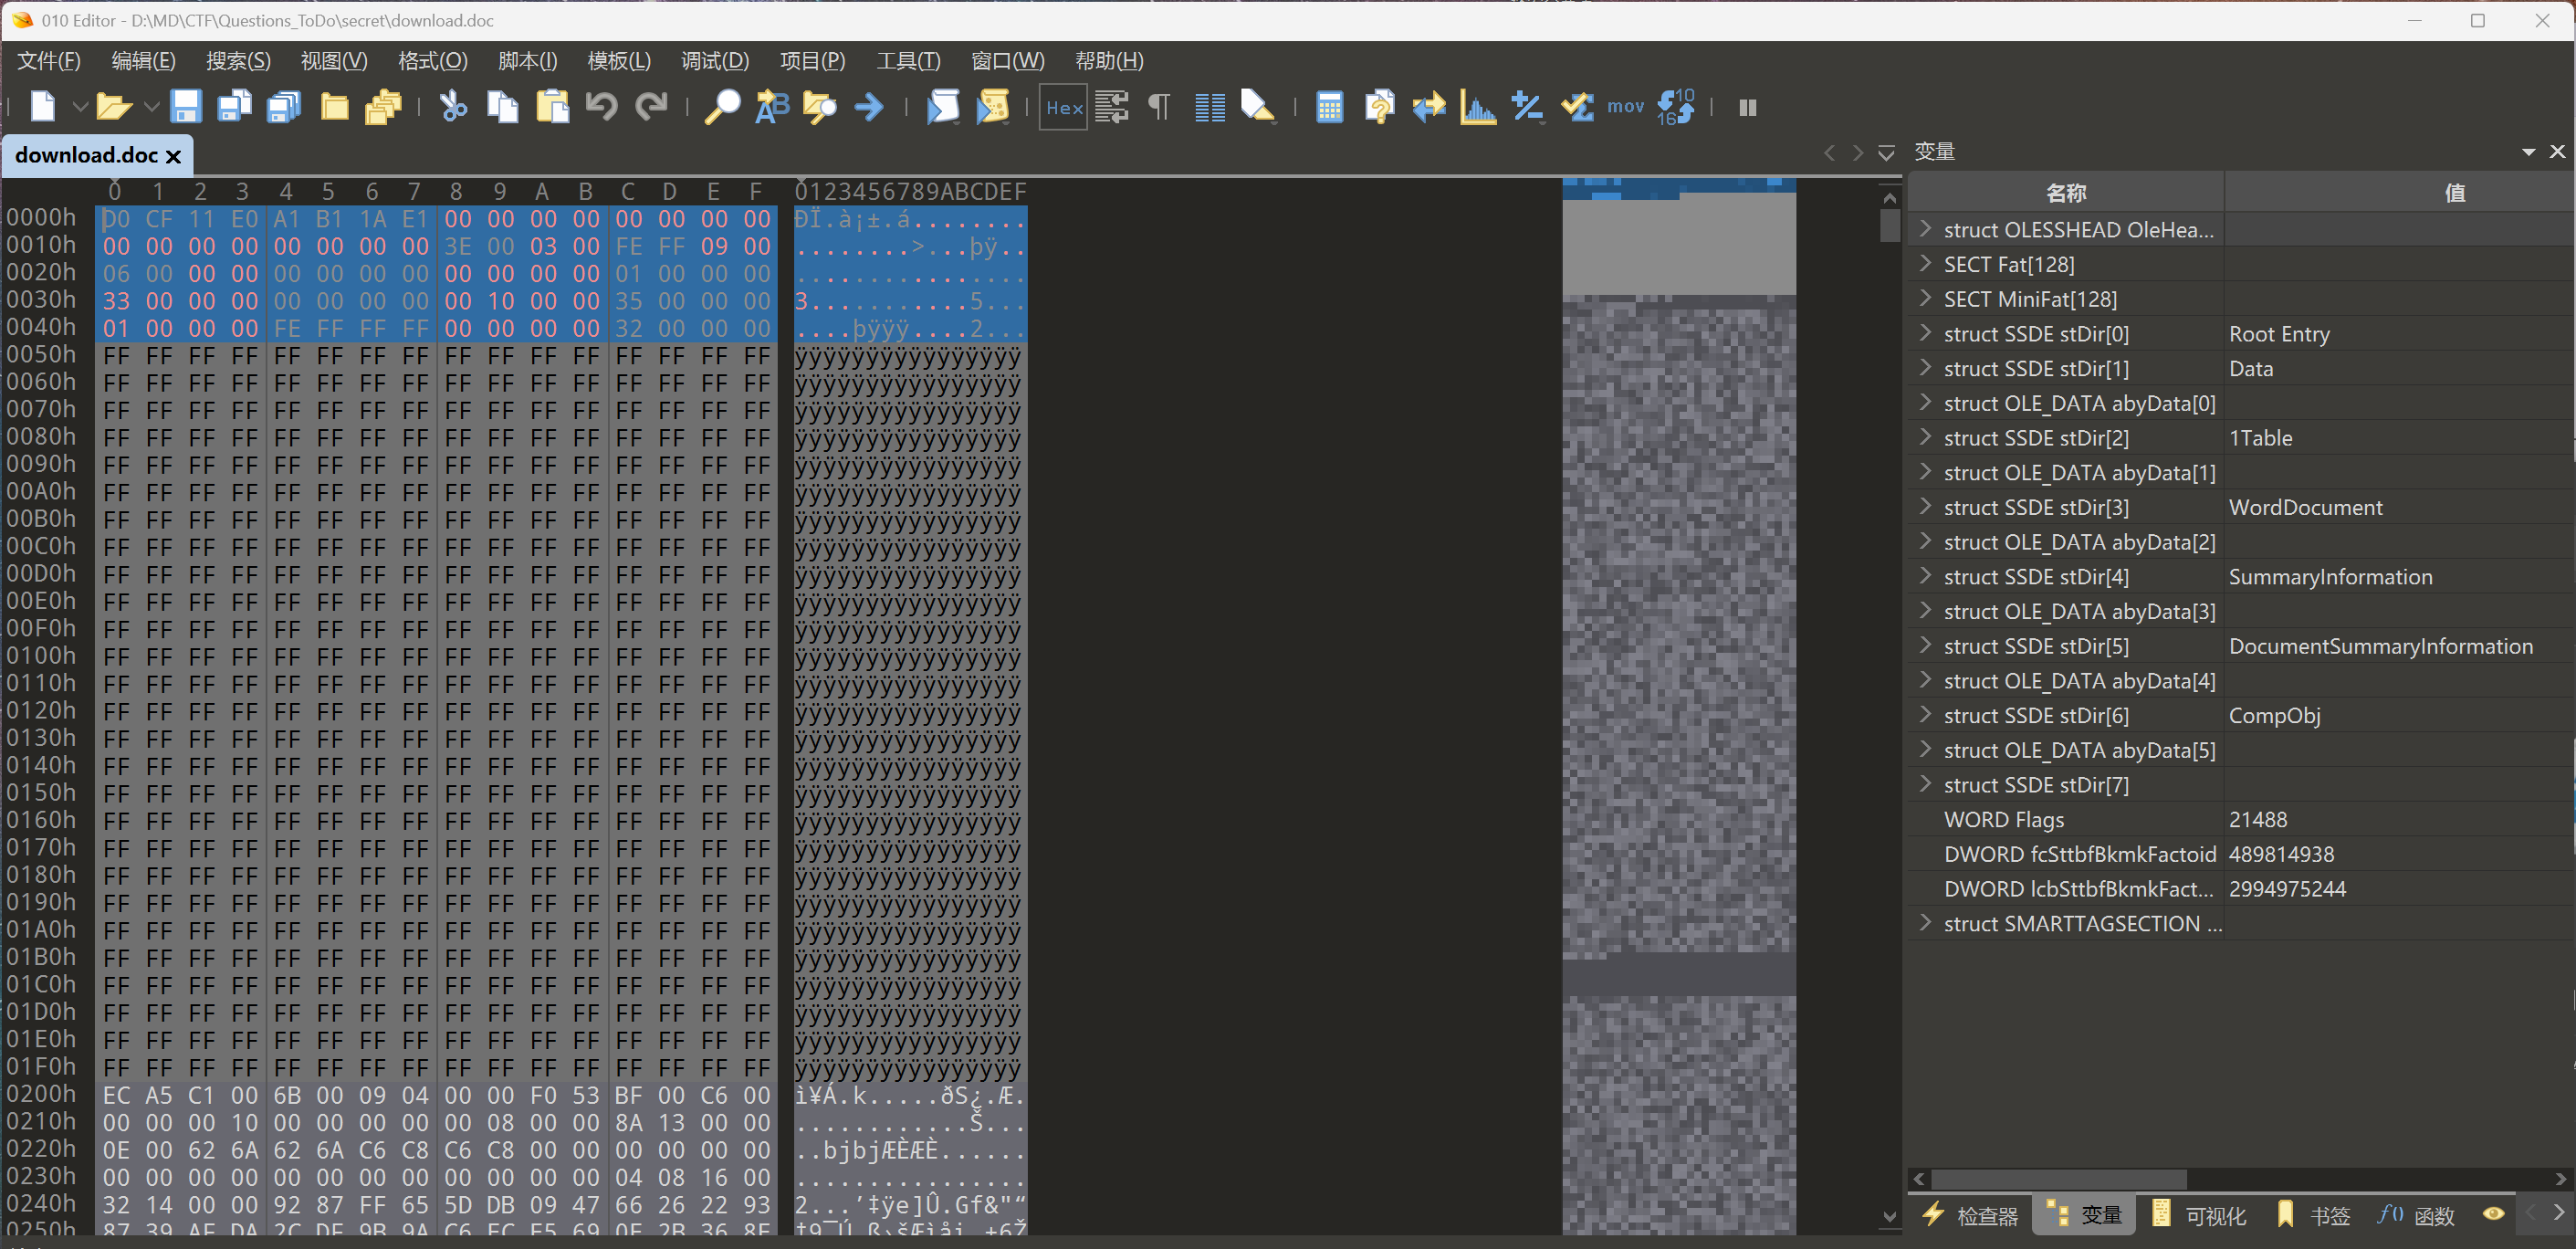 010 Editor - D:\MD\CTF\Questions_ToDo\secret\download.doc
文件(F) 编辑(E) 搜索(S) 视图(V) 格式(O) 脚本(I) 模板(L) 调试(D) 项目(P) 工具(T) 窗口(W) 帮助(H)
Hex mov 10 16
download.doc
变量
0 1 2 3 4 5 6 7 8 9 A B C D E F 0123456789ABCDEF
0000h D0 CF 11 E0 A1 B1 1A E1 00 00 00 00 00 00 00 00 ÐÏ.à¡±.á........
0010h 00 00 00 00 00 00 00 00 3E 00 03 00 FE FF 09 00 ........>...þÿ..
0020h 06 00 00 00 00 00 00 00 00 00 00 00 01 00 00 00 ................
0030h 33 00 00 00 00 00 00 00 00 10 00 00 35 00 00 00 3...........5...
0040h 01 00 00 00 FE FF FF FF 00 00 00 00 32 00 00 00 ....þÿÿÿ....2...
0050h FF FF FF FF FF FF FF FF FF FF FF FF FF FF FF FF ÿÿÿÿÿÿÿÿÿÿÿÿÿÿÿÿ
0060h FF FF FF FF FF FF FF FF FF FF FF FF FF FF FF FF ÿÿÿÿÿÿÿÿÿÿÿÿÿÿÿÿ
0070h FF FF FF FF FF FF FF FF FF FF FF FF FF FF FF FF ÿÿÿÿÿÿÿÿÿÿÿÿÿÿÿÿ
0080h FF FF FF FF FF FF FF FF FF FF FF FF FF FF FF FF ÿÿÿÿÿÿÿÿÿÿÿÿÿÿÿÿ
0090h FF FF FF FF FF FF FF FF FF FF FF FF FF FF FF FF ÿÿÿÿÿÿÿÿÿÿÿÿÿÿÿÿ
00A0h FF FF FF FF FF FF FF FF FF FF FF FF FF FF FF FF ÿÿÿÿÿÿÿÿÿÿÿÿÿÿÿÿ
00B0h FF FF FF FF FF FF FF FF FF FF FF FF FF FF FF FF ÿÿÿÿÿÿÿÿÿÿÿÿÿÿÿÿ
00C0h FF FF FF FF FF FF FF FF FF FF FF FF FF FF FF FF ÿÿÿÿÿÿÿÿÿÿÿÿÿÿÿÿ
00D0h FF FF FF FF FF FF FF FF FF FF FF FF FF FF FF FF ÿÿÿÿÿÿÿÿÿÿÿÿÿÿÿÿ
00E0h FF FF FF FF FF FF FF FF FF FF FF FF FF FF FF FF ÿÿÿÿÿÿÿÿÿÿÿÿÿÿÿÿ
00F0h FF FF FF FF FF FF FF FF FF FF FF FF FF FF FF FF ÿÿÿÿÿÿÿÿÿÿÿÿÿÿÿÿ
0100h FF FF FF FF FF FF FF FF FF FF FF FF FF FF FF FF ÿÿÿÿÿÿÿÿÿÿÿÿÿÿÿÿ
0110h FF FF FF FF FF FF FF FF FF FF FF FF FF FF FF FF ÿÿÿÿÿÿÿÿÿÿÿÿÿÿÿÿ
0120h FF FF FF FF FF FF FF FF FF FF FF FF FF FF FF FF ÿÿÿÿÿÿÿÿÿÿÿÿÿÿÿÿ
0130h FF FF FF FF FF FF FF FF FF FF FF FF FF FF FF FF ÿÿÿÿÿÿÿÿÿÿÿÿÿÿÿÿ
0140h FF FF FF FF FF FF FF FF FF FF FF FF FF FF FF FF ÿÿÿÿÿÿÿÿÿÿÿÿÿÿÿÿ
0150h FF FF FF FF FF FF FF FF FF FF FF FF FF FF FF FF ÿÿÿÿÿÿÿÿÿÿÿÿÿÿÿÿ
0160h FF FF FF FF FF FF FF FF FF FF FF FF FF FF FF FF ÿÿÿÿÿÿÿÿÿÿÿÿÿÿÿÿ
0170h FF FF FF FF FF FF FF FF FF FF FF FF FF FF FF FF ÿÿÿÿÿÿÿÿÿÿÿÿÿÿÿÿ
0180h FF FF FF FF FF FF FF FF FF FF FF FF FF FF FF FF ÿÿÿÿÿÿÿÿÿÿÿÿÿÿÿÿ
0190h FF FF FF FF FF FF FF FF FF FF FF FF FF FF FF FF ÿÿÿÿÿÿÿÿÿÿÿÿÿÿÿÿ
01A0h FF FF FF FF FF FF FF FF FF FF FF FF FF FF FF FF ÿÿÿÿÿÿÿÿÿÿÿÿÿÿÿÿ
01B0h FF FF FF FF FF FF FF FF FF FF FF FF FF FF FF FF ÿÿÿÿÿÿÿÿÿÿÿÿÿÿÿÿ
01C0h FF FF FF FF FF FF FF FF FF FF FF FF FF FF FF FF ÿÿÿÿÿÿÿÿÿÿÿÿÿÿÿÿ
01D0h FF FF FF FF FF FF FF FF FF FF FF FF FF FF FF FF ÿÿÿÿÿÿÿÿÿÿÿÿÿÿÿÿ
01E0h FF FF FF FF FF FF FF FF FF FF FF FF FF FF FF FF ÿÿÿÿÿÿÿÿÿÿÿÿÿÿÿÿ
01F0h FF FF FF FF FF FF FF FF FF FF FF FF FF FF FF FF ÿÿÿÿÿÿÿÿÿÿÿÿÿÿÿÿ
0200h EC A5 C1 00 6B 00 09 04 00 00 F0 53 BF 00 C6 00 ì¥Á.k.....ðS¿.Æ.
0210h 00 00 00 10 00 00 00 00 00 08 00 00 8A 13 00 00 ............Š...
0220h 0E 00 62 6A 62 6A C6 C8 C6 C8 00 00 00 00 00 00 ..bjbjÆÈÆÈ......
0230h 00 00 00 00 00 00 00 00 00 00 00 00 04 08 16 00 ................
0240h 32 14 00 00 92 87 FF 65 5D DB 09 47 66 26 22 93 2...’‡ÿe]Û.Gf&"“
0250h 87 39 AF DA 2C DF 9B 9A C6 EC E5 69 0E 2B 36 8E
名称 值
struct OLESSHEAD OleHea...
SECT Fat[128]
SECT MiniFat[128]
struct SSDE stDir[0] Root Entry
struct SSDE stDir[1] Data
struct OLE_DATA abyData[0]
struct SSDE stDir[2] 1Table
struct OLE_DATA abyData[1]
struct SSDE stDir[3] WordDocument
struct OLE_DATA abyData[2]
struct SSDE stDir[4] SummaryInformation
struct OLE_DATA abyData[3]
struct SSDE stDir[5] DocumentSummaryInformation
struct OLE_DATA abyData[4]
struct SSDE stDir[6] CompObj
struct OLE_DATA abyData[5]
struct SSDE stDir[7]
WORD Flags 21488
DWORD fcSttbfBkmkFactoid 489814938
DWORD lcbSttbfBkmkFact... 2994975244
struct SMARTTAGSECTION ...
检查器 变量 可视化 书签 f() 函数